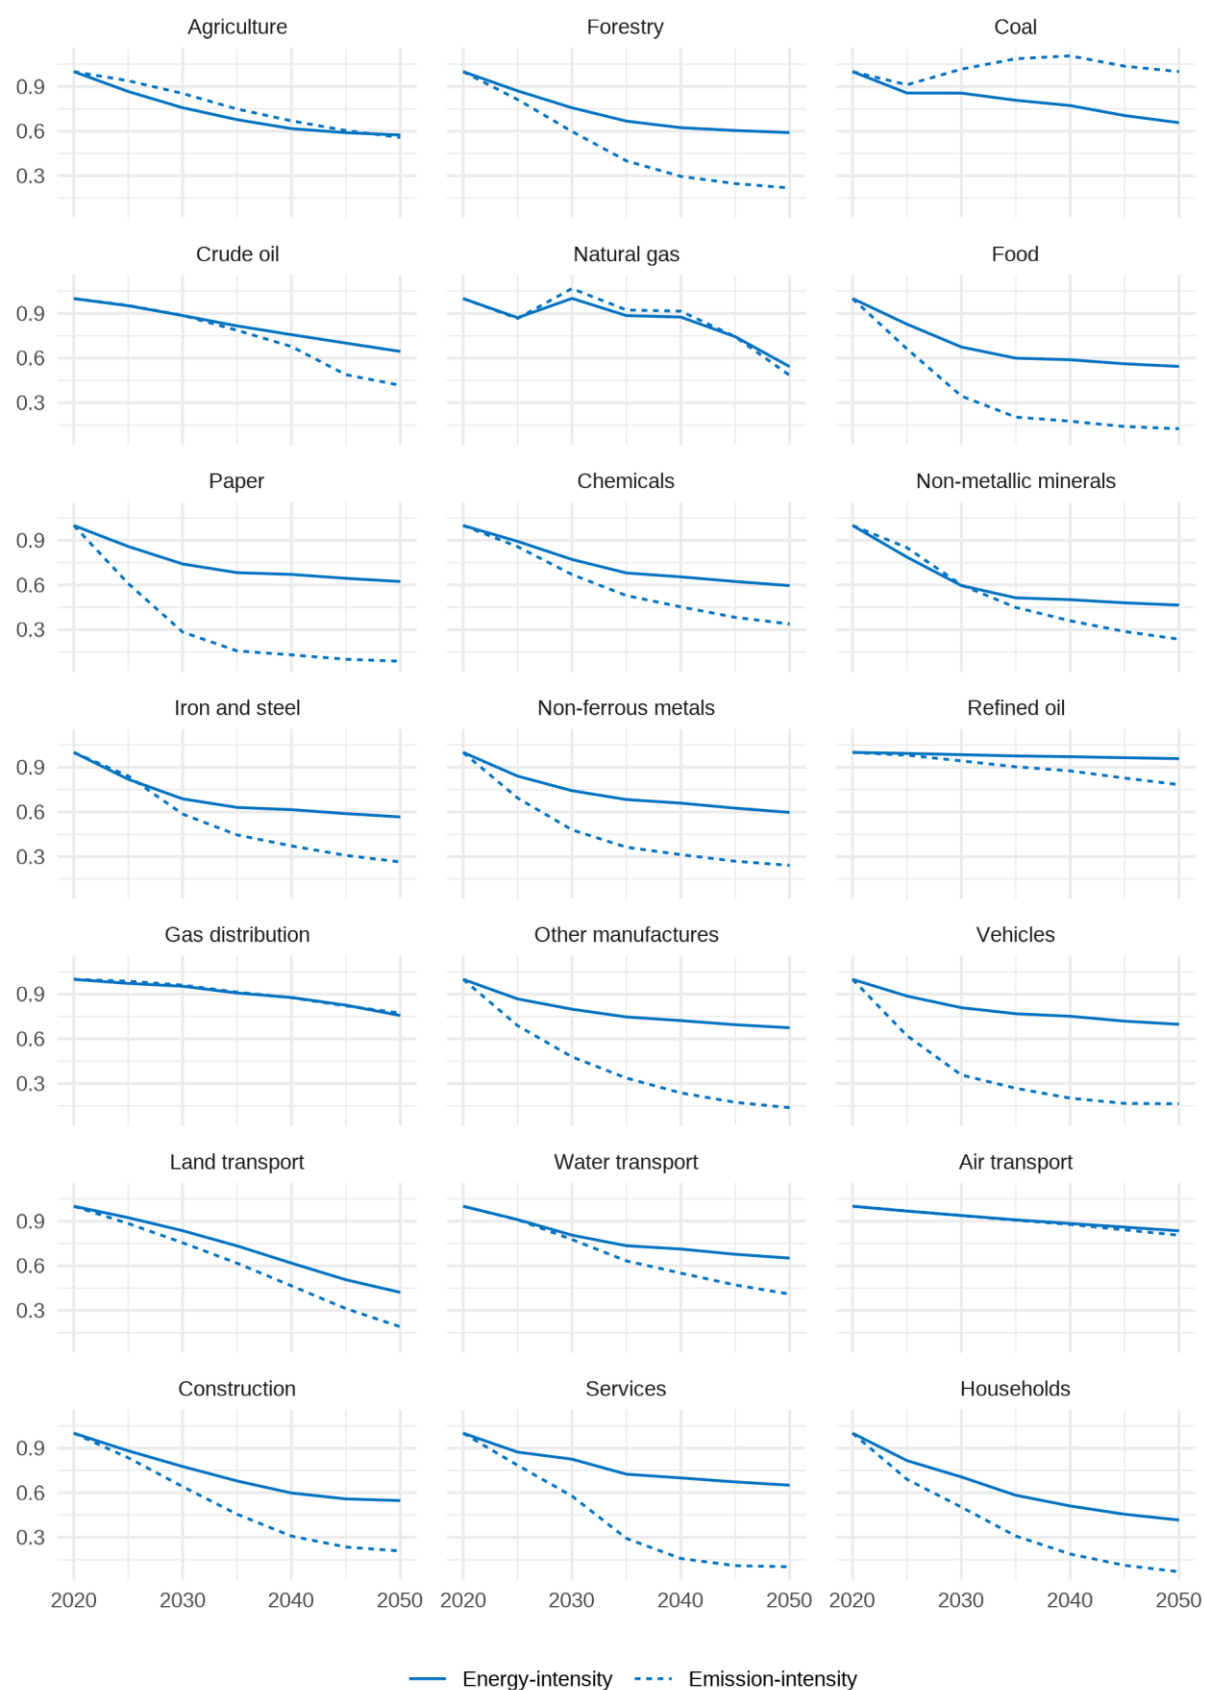 Agriculture Forestry Coal
0.9
0.6
0.3
Crude oil Natural gas Food
0.9
0.6
0.3
Paper Chemicals Non-metallic minerals
0.9
0.6
0.3
Iron and steel Non-ferrous metals Refined oil
0.9
0.6
0.3
Gas distribution Other manufactures Vehicles
0.9
0.6
0.3
Land transport Water transport Air transport
0.9
0.6
0.3
Construction Services Households
0.9
0.6
0.3
2020 2030 2040 2050 2020 2030 2040 2050 2020 2030 2040 2050
Energy-intensity Emission-intensity